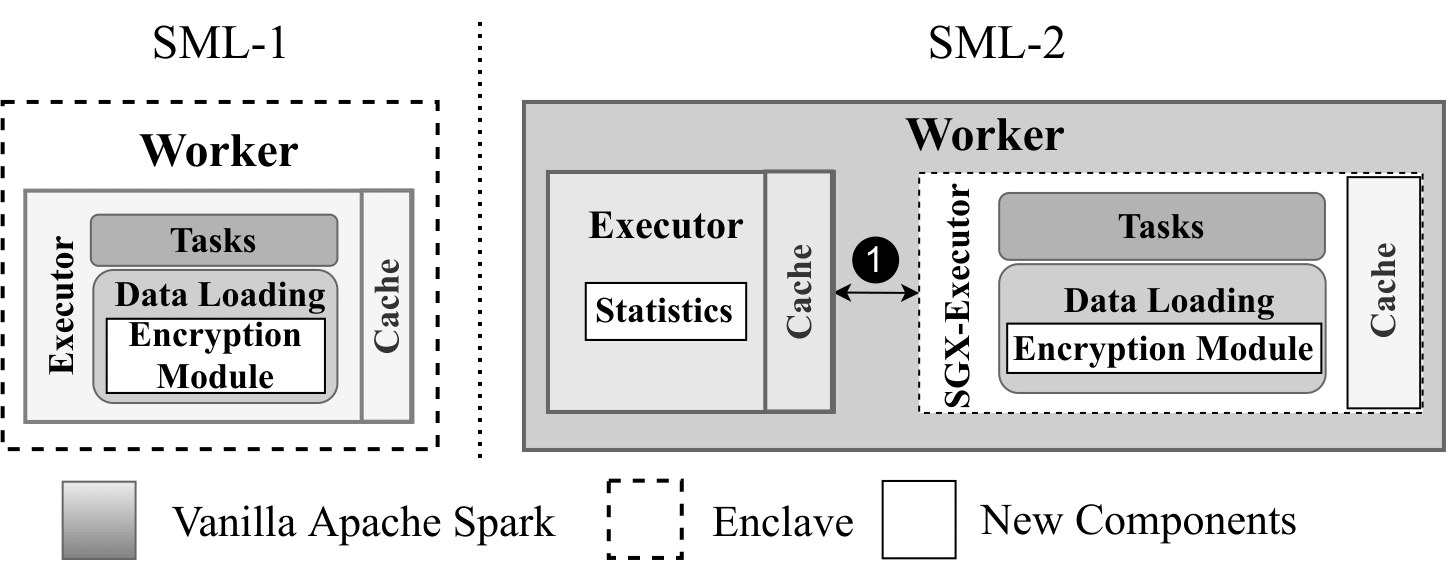 SML-1
Worker
Executor
Tasks
Data Loading
Encryption
Module
Cache
SML-2
Worker
Executor
Statistics
Cache
1
SGX-Executor
Tasks
Data Loading
Encryption Module
Cache
Vanilla Apache Spark
Enclave
New Components